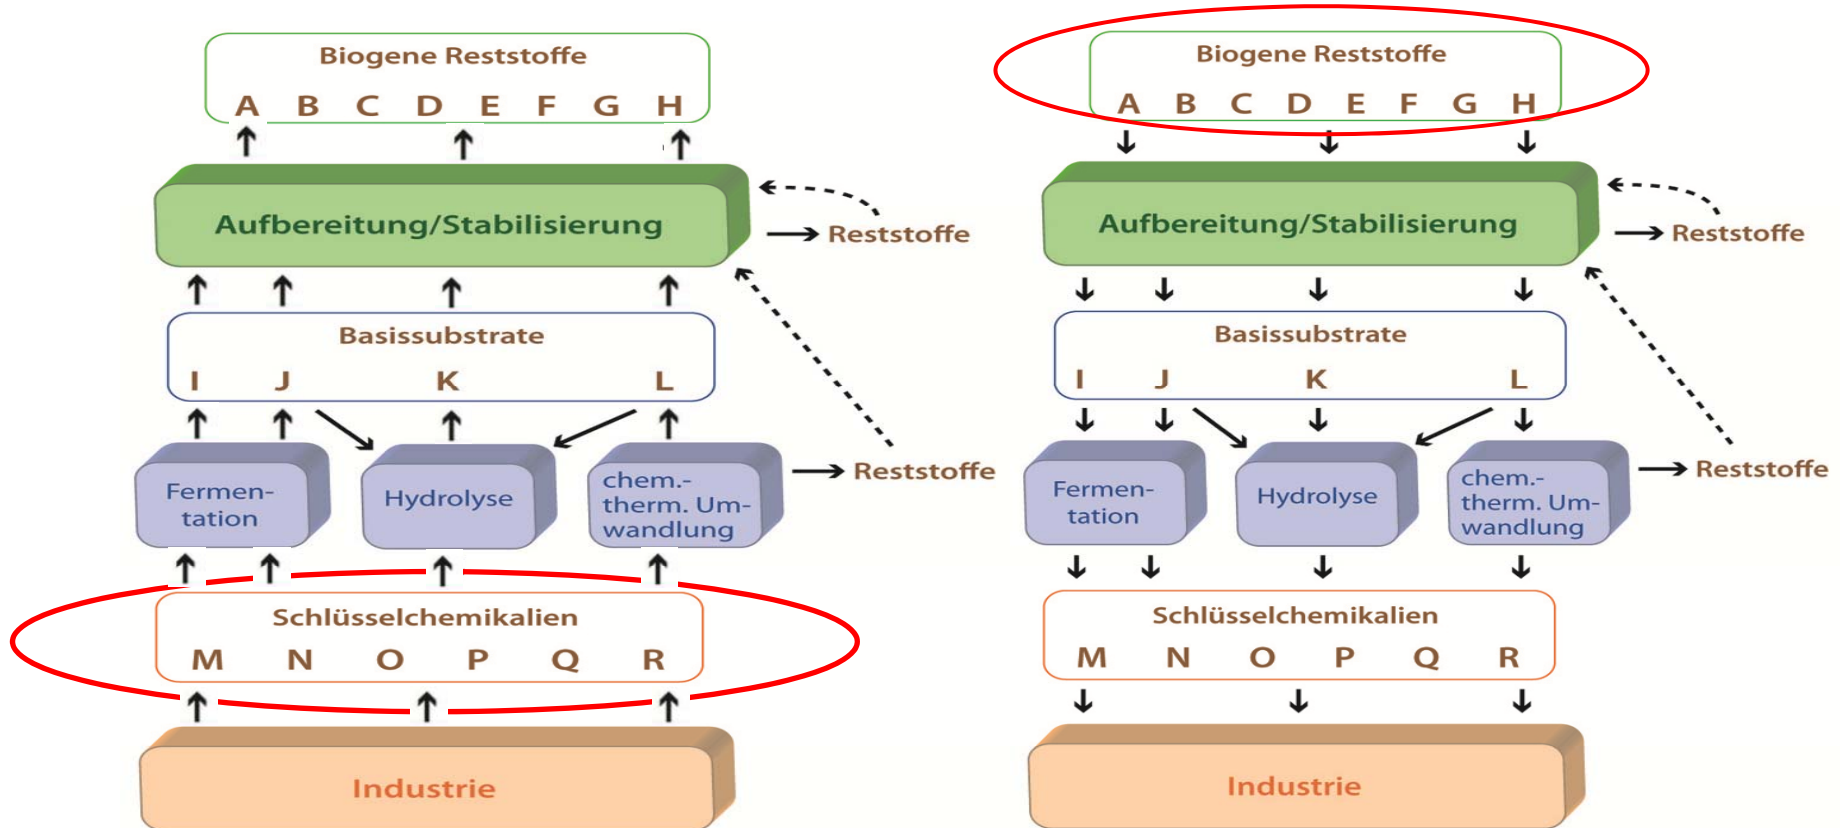 Biogene Reststoffe
A B C D E F G H
Aufbereitung/Stabilisierung
Reststoffe
Basissubstrate
I J K L
Fermen-
tation
Hydrolyse
chem.-
therm. Um-
wandlung
Reststoffe
Schlüsselchemikalien
M N O P Q R
Industrie
Biogene Reststoffe
A B C D E F G H
Aufbereitung/Stabilisierung
Reststoffe
Basissubstrate
I J K L
Fermen-
tation
Hydrolyse
chem.-
therm. Um-
wandlung
Reststoffe
Schlüsselchemikalien
M N O P Q R
Industrie